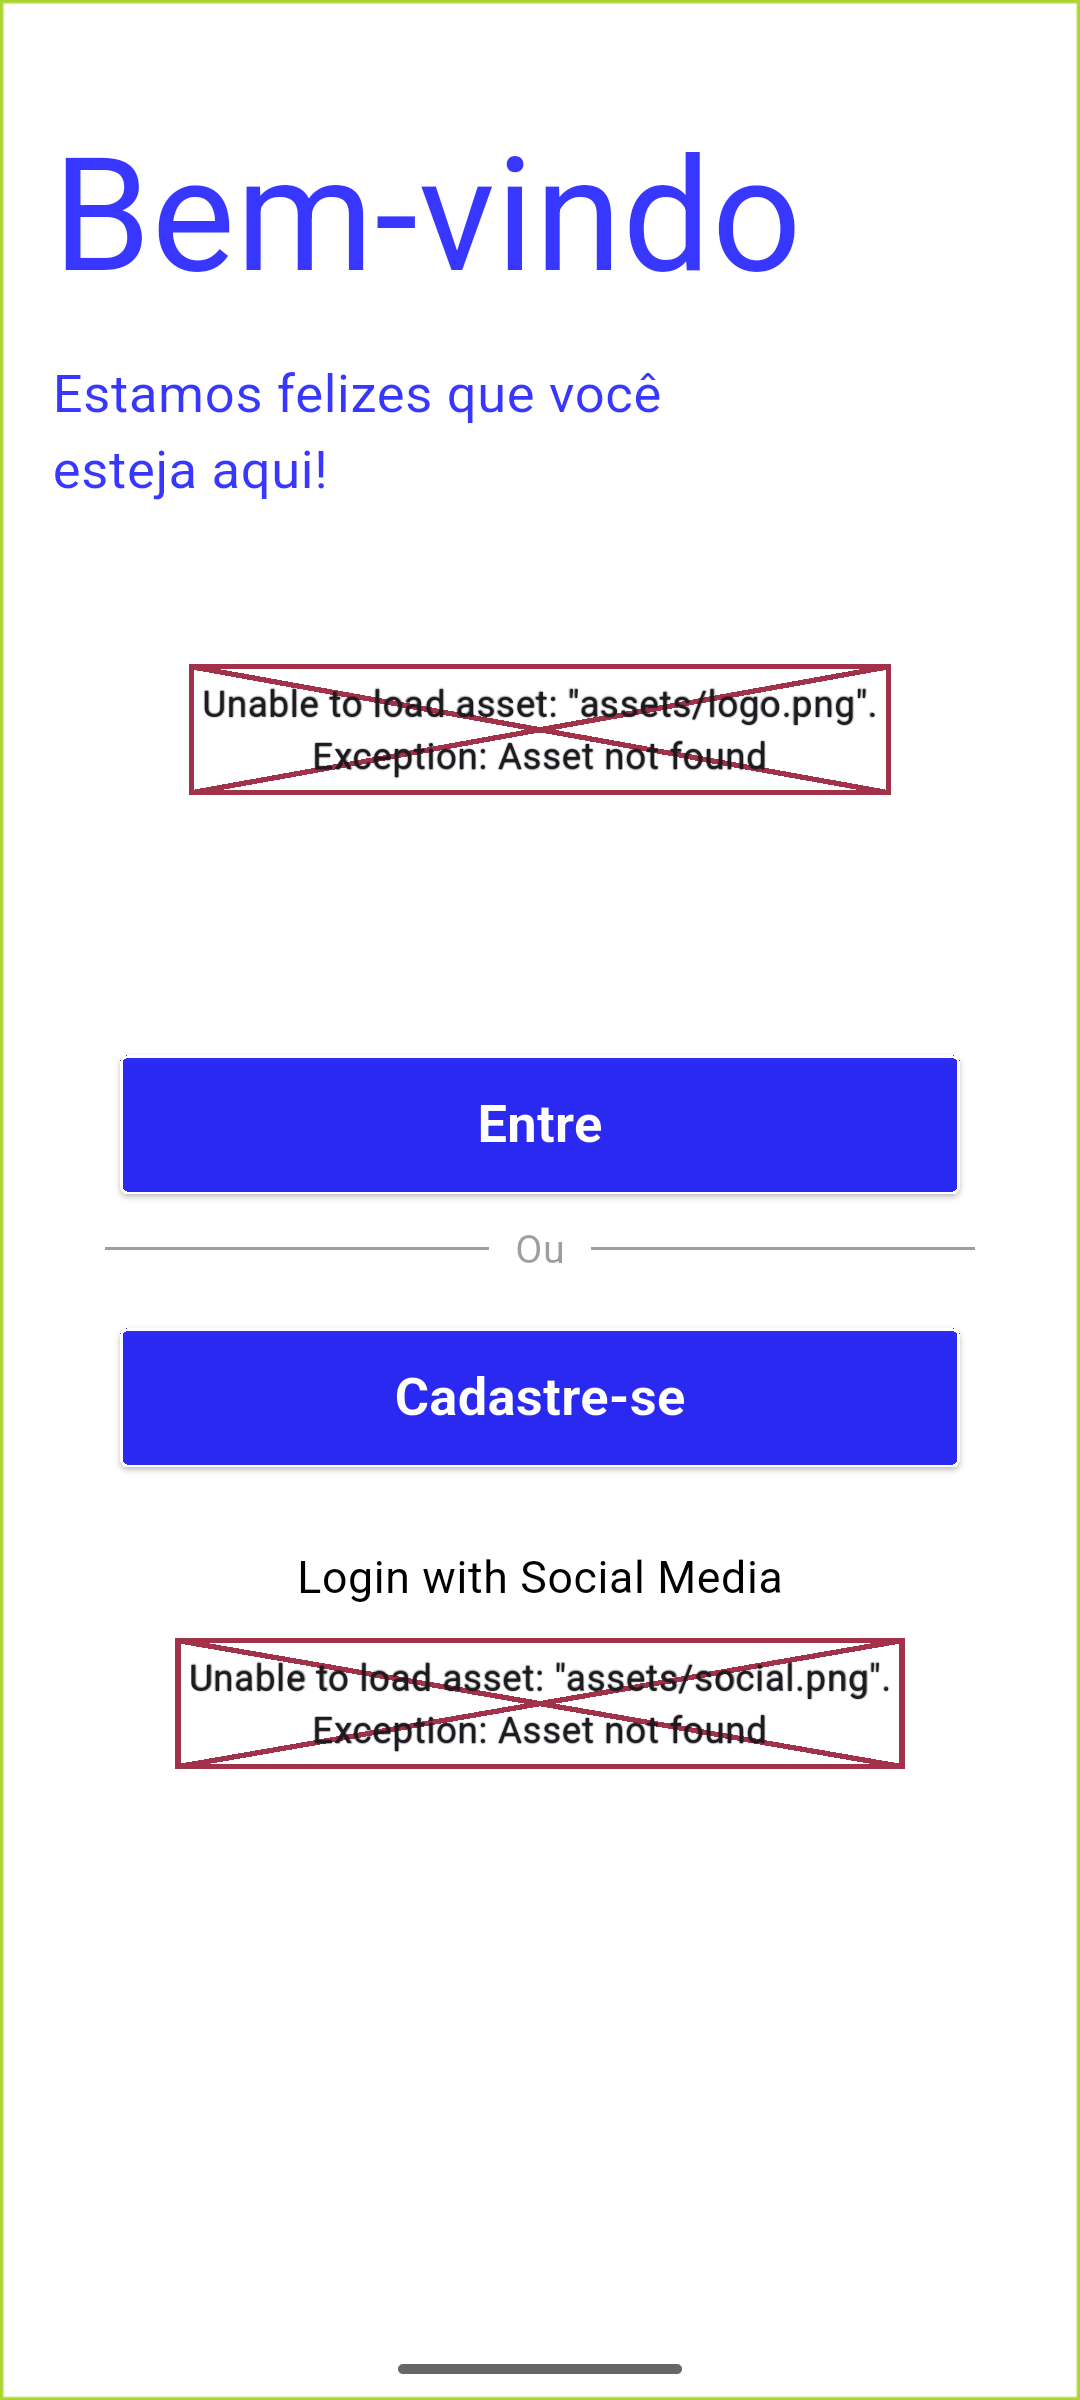 Bem-vindo
Estamos felizes que você
esteja aqui!
Unable to load asset: "assets/logo.png".
Exception: Asset not found
Entre
Ou
Cadastre-se
Login with Social Media
Unable to load asset: "assets/social.png".
Exception: Asset not found